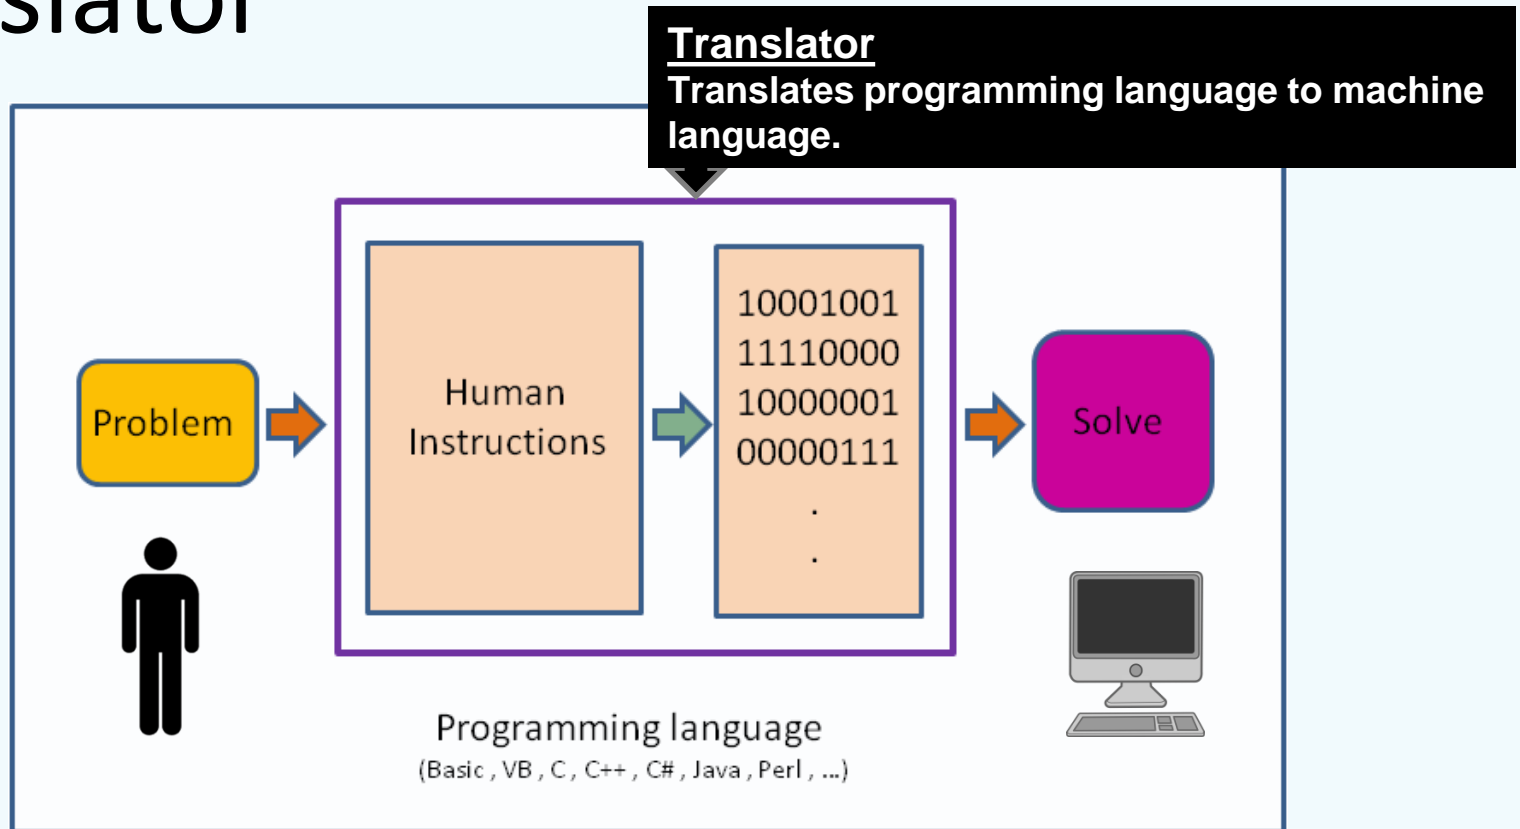 Translator
Translates programming language to machine
language.
Problem
Human
Instructions
10001001
11110000
10000001
00000111
.
.
Solve
Programming language
(Basic , VB , C , C++ , C# , Java , Perl , ...)